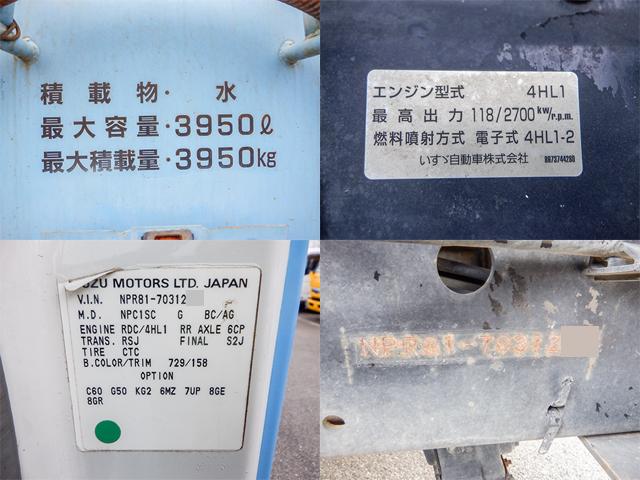 積載物・水
最大容量・3950ℓ
最大積載量・3950kg
エンジン型式 4HL1
最高出力 118/2700 kW/r.p.m.
燃料噴射方式 電子式 4HL1-2
いすゞ自動車株式会社 8973744280
UZU MOTORS LTD. JAPAN
V.I.N. NPR81-70312
M.D. NPC1SC G BC/AG
ENGINE RDC/4HL1 RR AXLE 6CP
TRANS. RSJ FINAL S2J
TIRE CTC
B.COLOR/TRIM 729/158
OPTION
C60 G50 KG2 6MZ 7UP 8GE
8GR
NPR81-70312